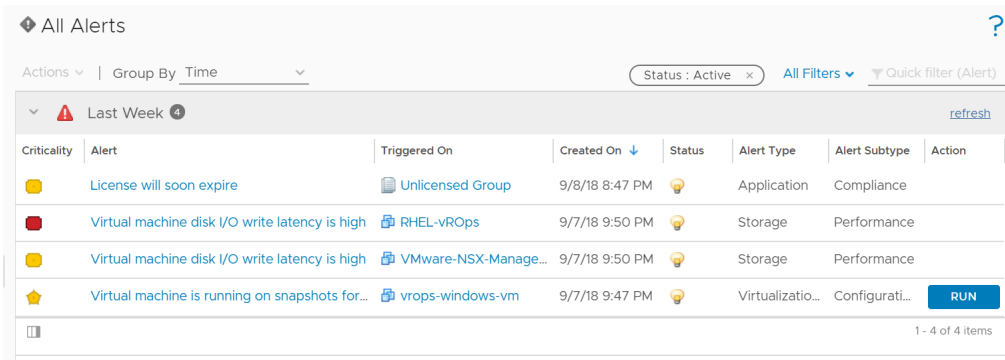 All Alerts
?
Actions | Group By Time Status : Active × All Filters Quick filter (Alert)
Last Week 4 refresh
Criticality Alert Triggered On Created On Status Alert Type Alert Subtype Action
License will soon expire Unlicensed Group 9/8/18 8:47 PM Application Compliance
Virtual machine disk I/O write latency is high RHEL-vROps 9/7/18 9:50 PM Storage Performance
Virtual machine disk I/O write latency is high VMware-NSX-Manage... 9/7/18 9:50 PM Storage Performance
Virtual machine is running on snapshots for... vrops-windows-vm 9/7/18 9:47 PM Virtualizatio... Configurati... RUN
1 - 4 of 4 items